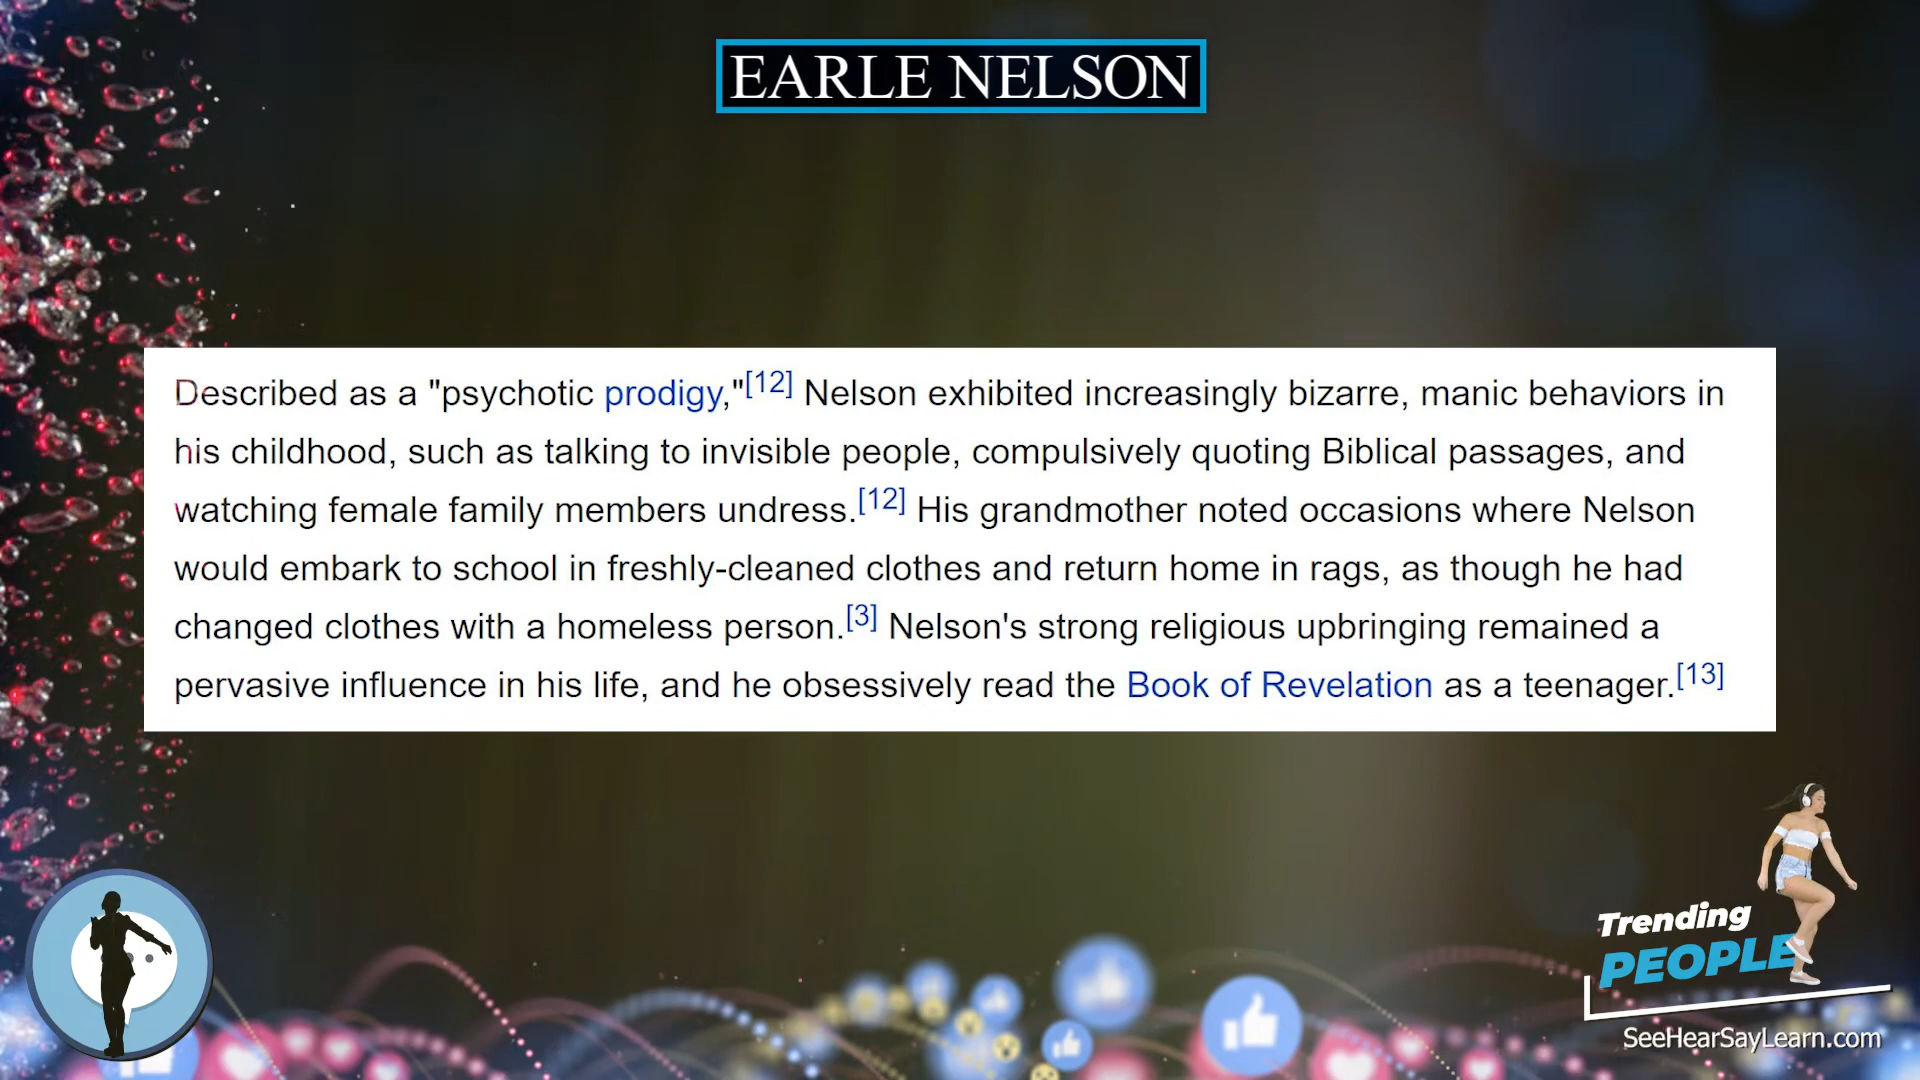 EARLE NELSON
Described as a "psychotic prodigy,"[12] Nelson exhibited increasingly bizarre, manic behaviors in
his childhood, such as talking to invisible people, compulsively quoting Biblical passages, and
watching female family members undress.[12] His grandmother noted occasions where Nelson
would embark to school in freshly-cleaned clothes and return home in rags, as though he had
changed clothes with a homeless person.[3] Nelson's strong religious upbringing remained a
pervasive influence in his life, and he obsessively read the Book of Revelation as a teenager.[13]
Trending
PEOPLE
SeeHearSayLearn.com